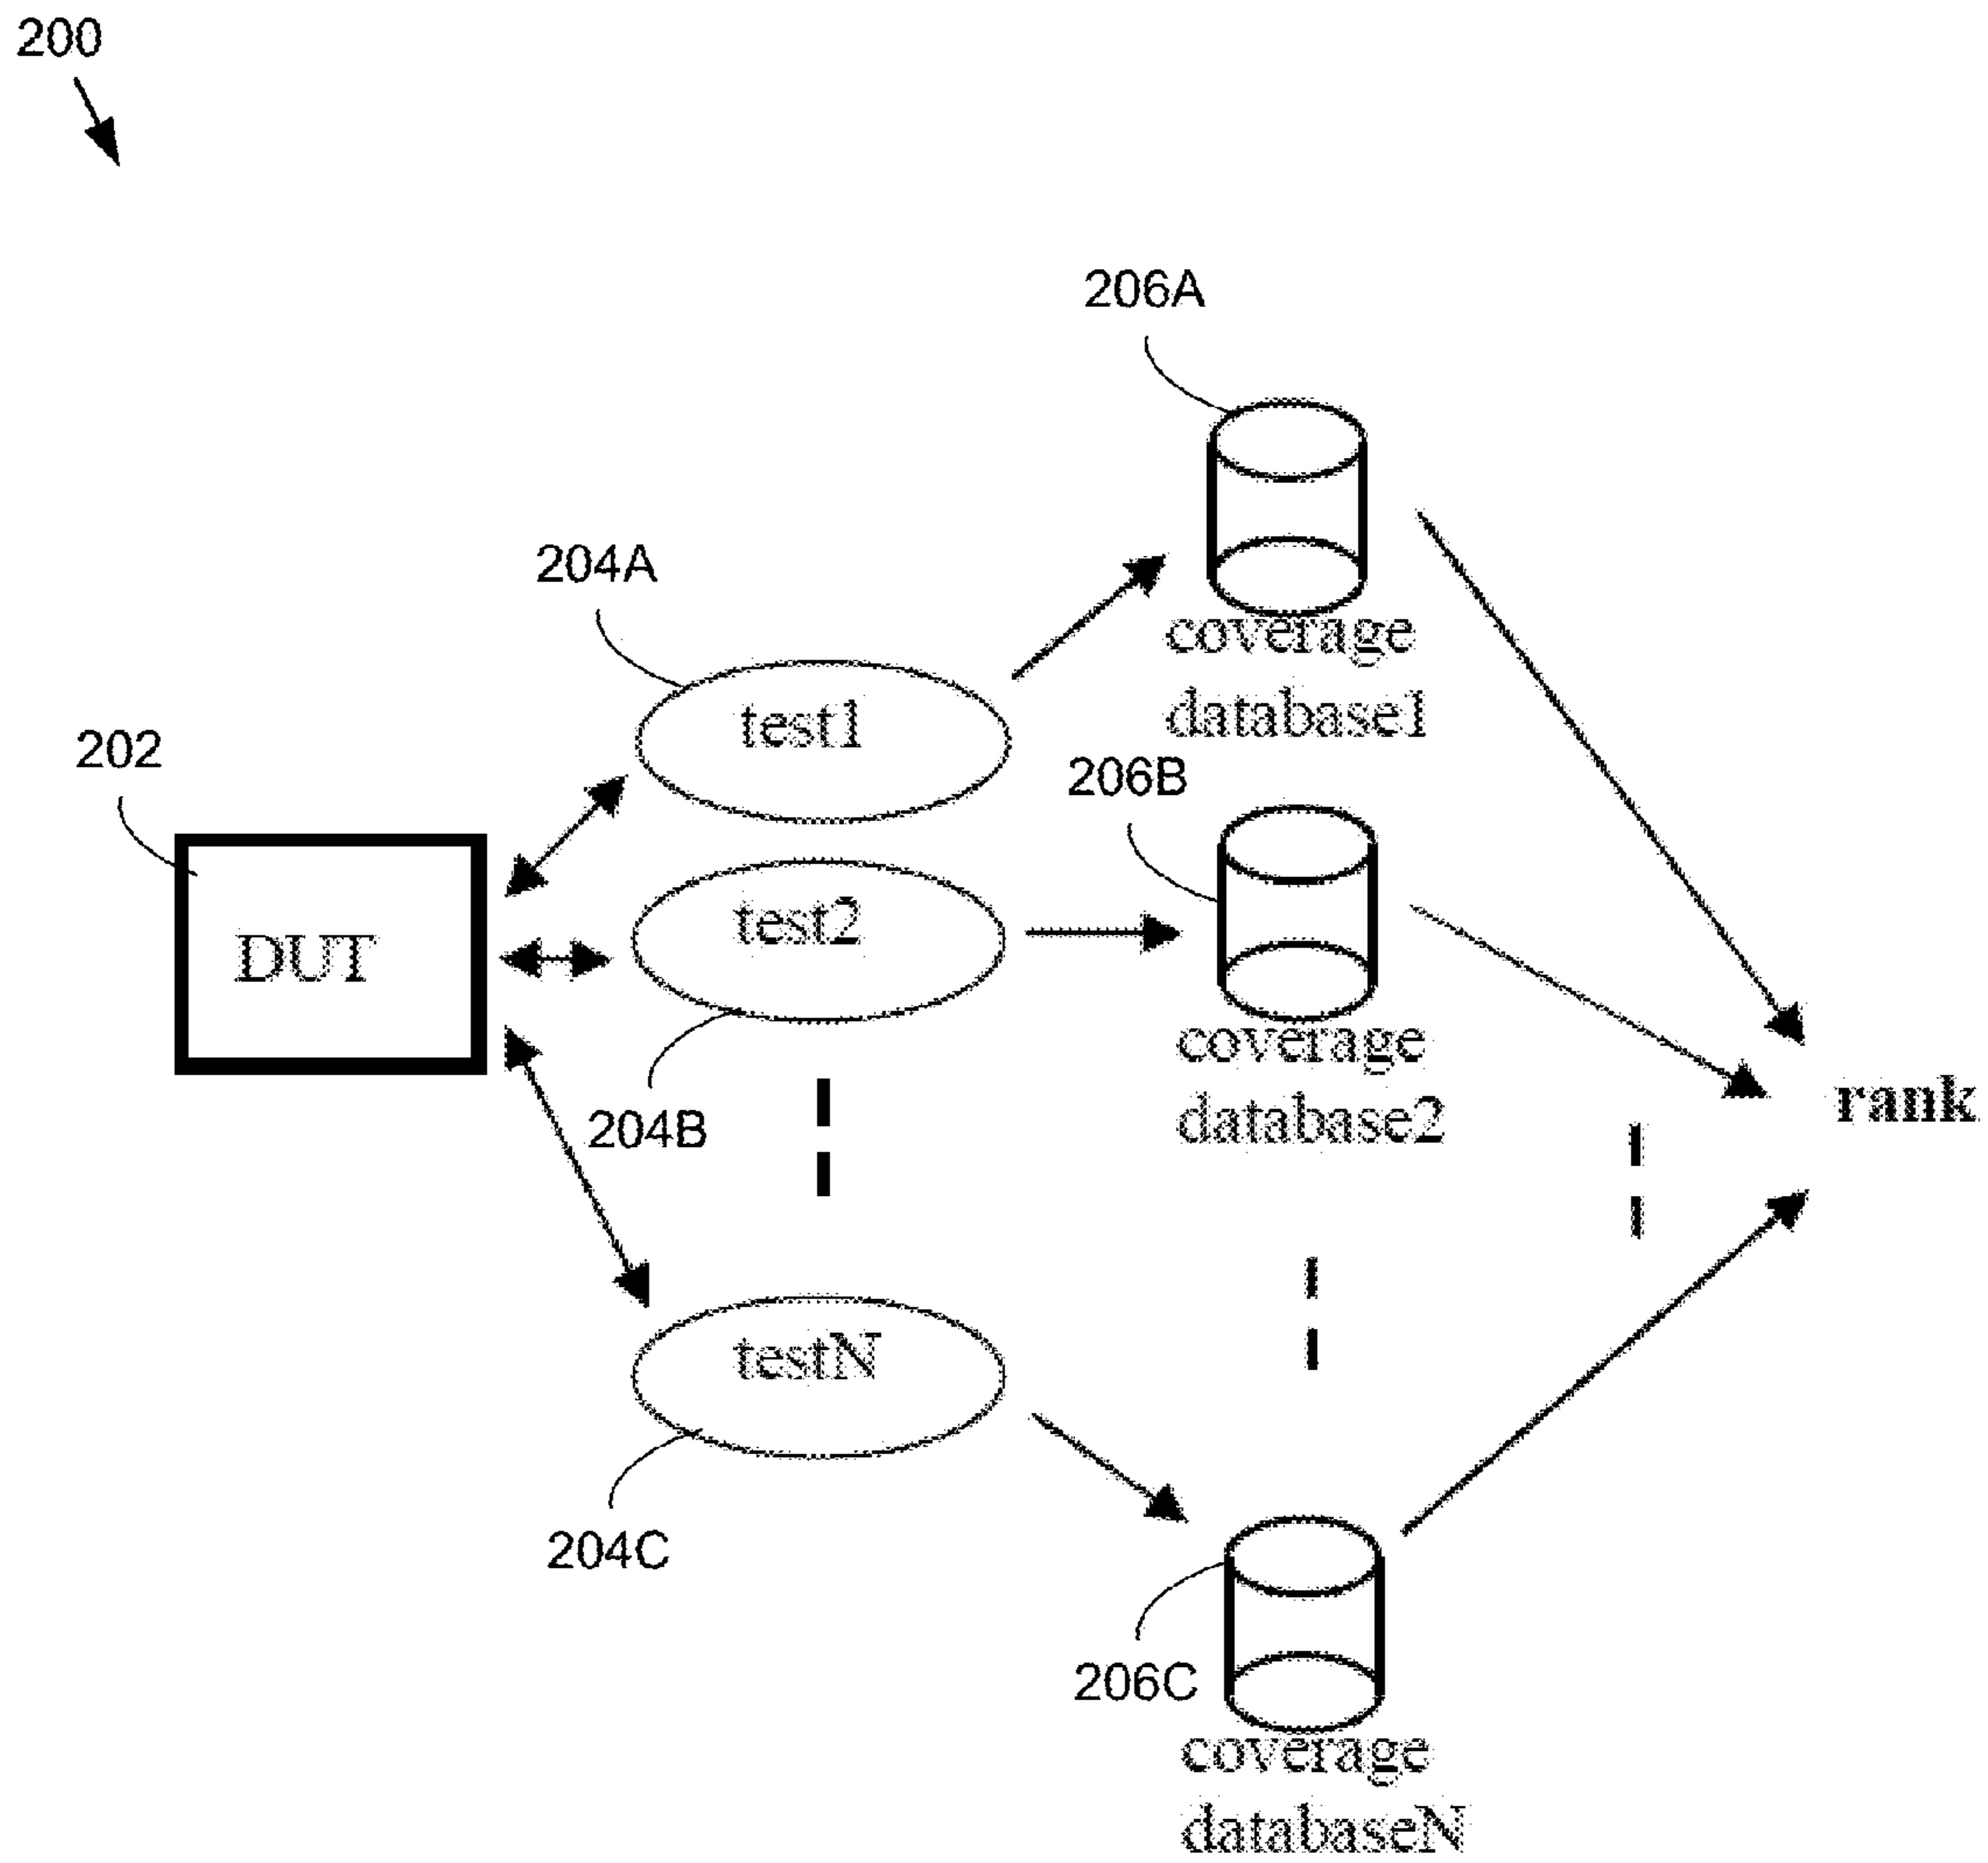 200
206A
coverage
database1
204A
test1
202
DUT
206B
test2
coverage
database2
204B
rank
testN
204C
206C
coverage
databaseN